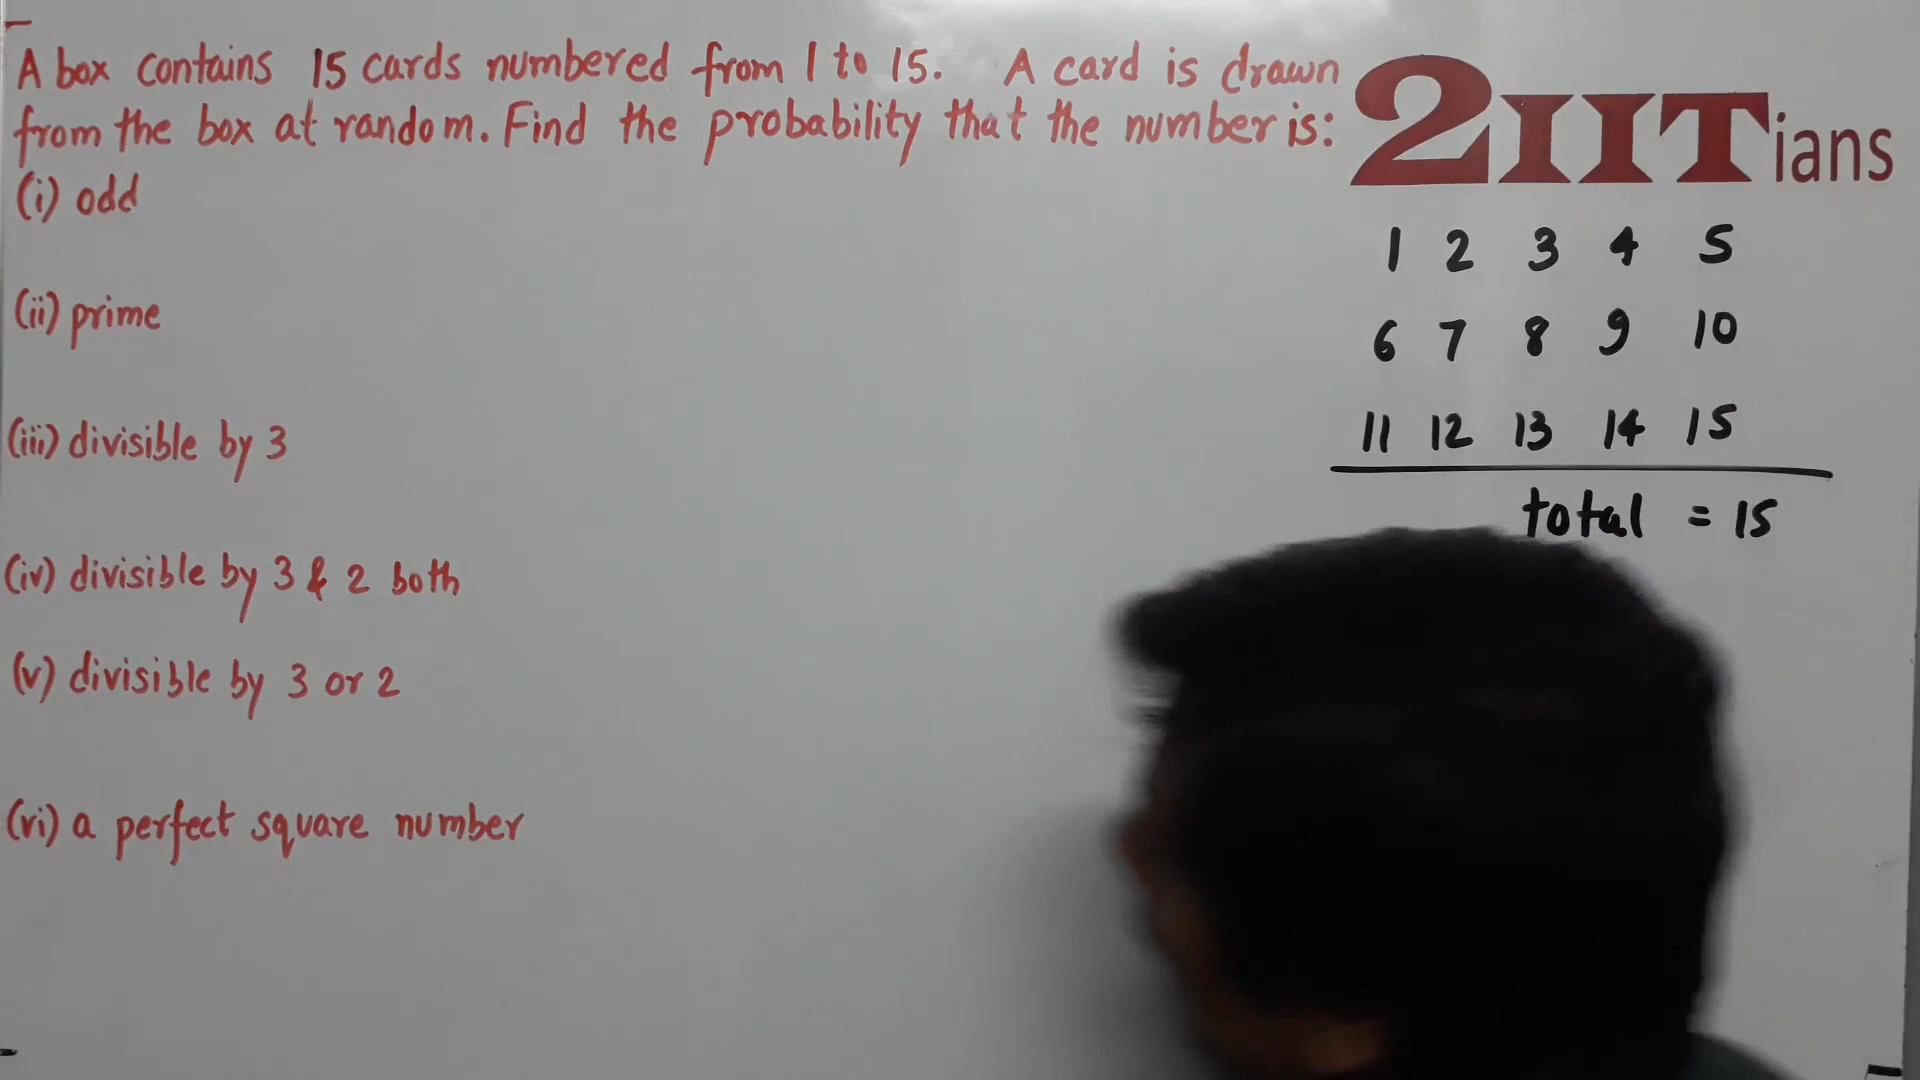 A box contains 15 cards numbered from 1 to 15. A card is drawn
from the box at random. Find the probability that the number is:
2IITians
(i) odd
(ii) prime
(iii) divisible by 3
(iv) divisible by 3 & 2 both
(v) divisible by 3 or 2
(vi) a perfect square number
1 2 3 4 5
6 7 8 9 10
11 12 13 14 15
total = 15